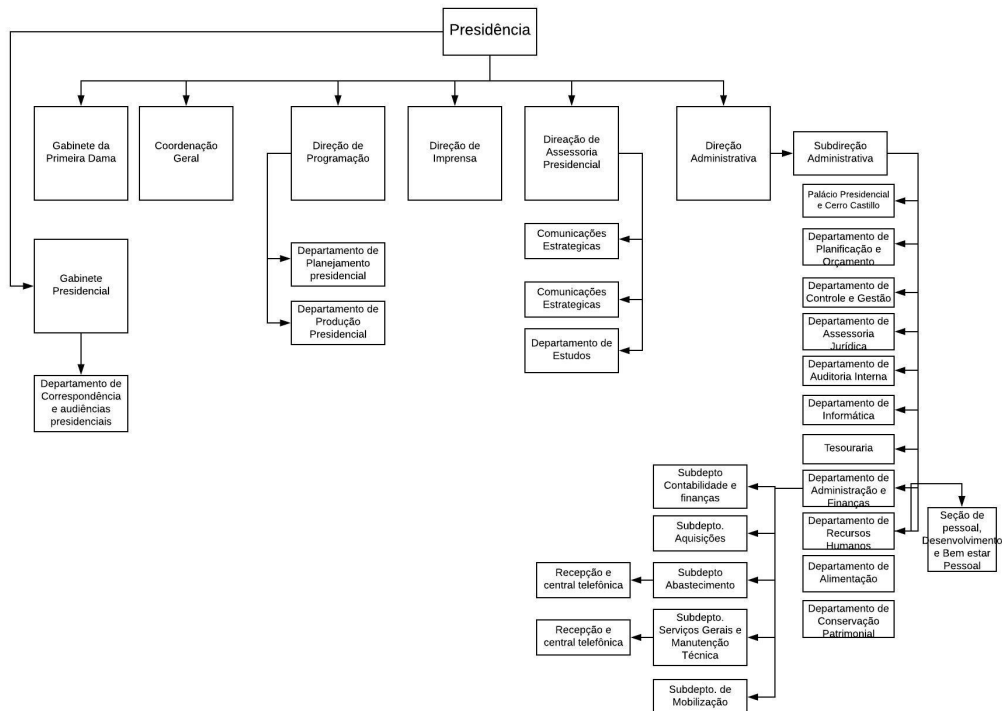 Presidência
Gabinete da
Primeira Dama
Coordenação
Geral
Direção de
Programação
Direção de
Imprensa
Direação de
Assessoria
Presidencial
Direção
Administrativa
Subdireção
Administrativa
Palácio Presidencial
e Cerro Castillo
Departamento de
Planificação e
Orçamento
Departamento de
Controle e Gestão
Departamento de
Assessoria
Jurídica
Departamento de
Auditoria Interna
Departamento de
Informática
Tesouraria
Departamento de
Administração e
Finanças
Departamento de
Recursos
Humanos
Departamento de
Alimentação
Departamento de
Conservação
Patrimonial
Seção de
pessoal,
Desenvolvimento
e Bem estar
Pessoal
Comunicações
Estrategicas
Comunicações
Estrategicas
Departamento de
Estudos
Departamento de
Planejamento
presidencial
Departamento de
Produção
Presidencial
Gabinete
Presidencial
Departamento de
Correspondência
e audiências
presidenciais
Subdepto
Contabilidade e
finanças
Subdepto.
Aquisições
Subdepto
Abastecimento
Recepção e
central telefônica
Subdepto.
Serviços Gerais e
Manutenção
Técnica
Recepção e
central telefônica
Subdepto. de
Mobilização